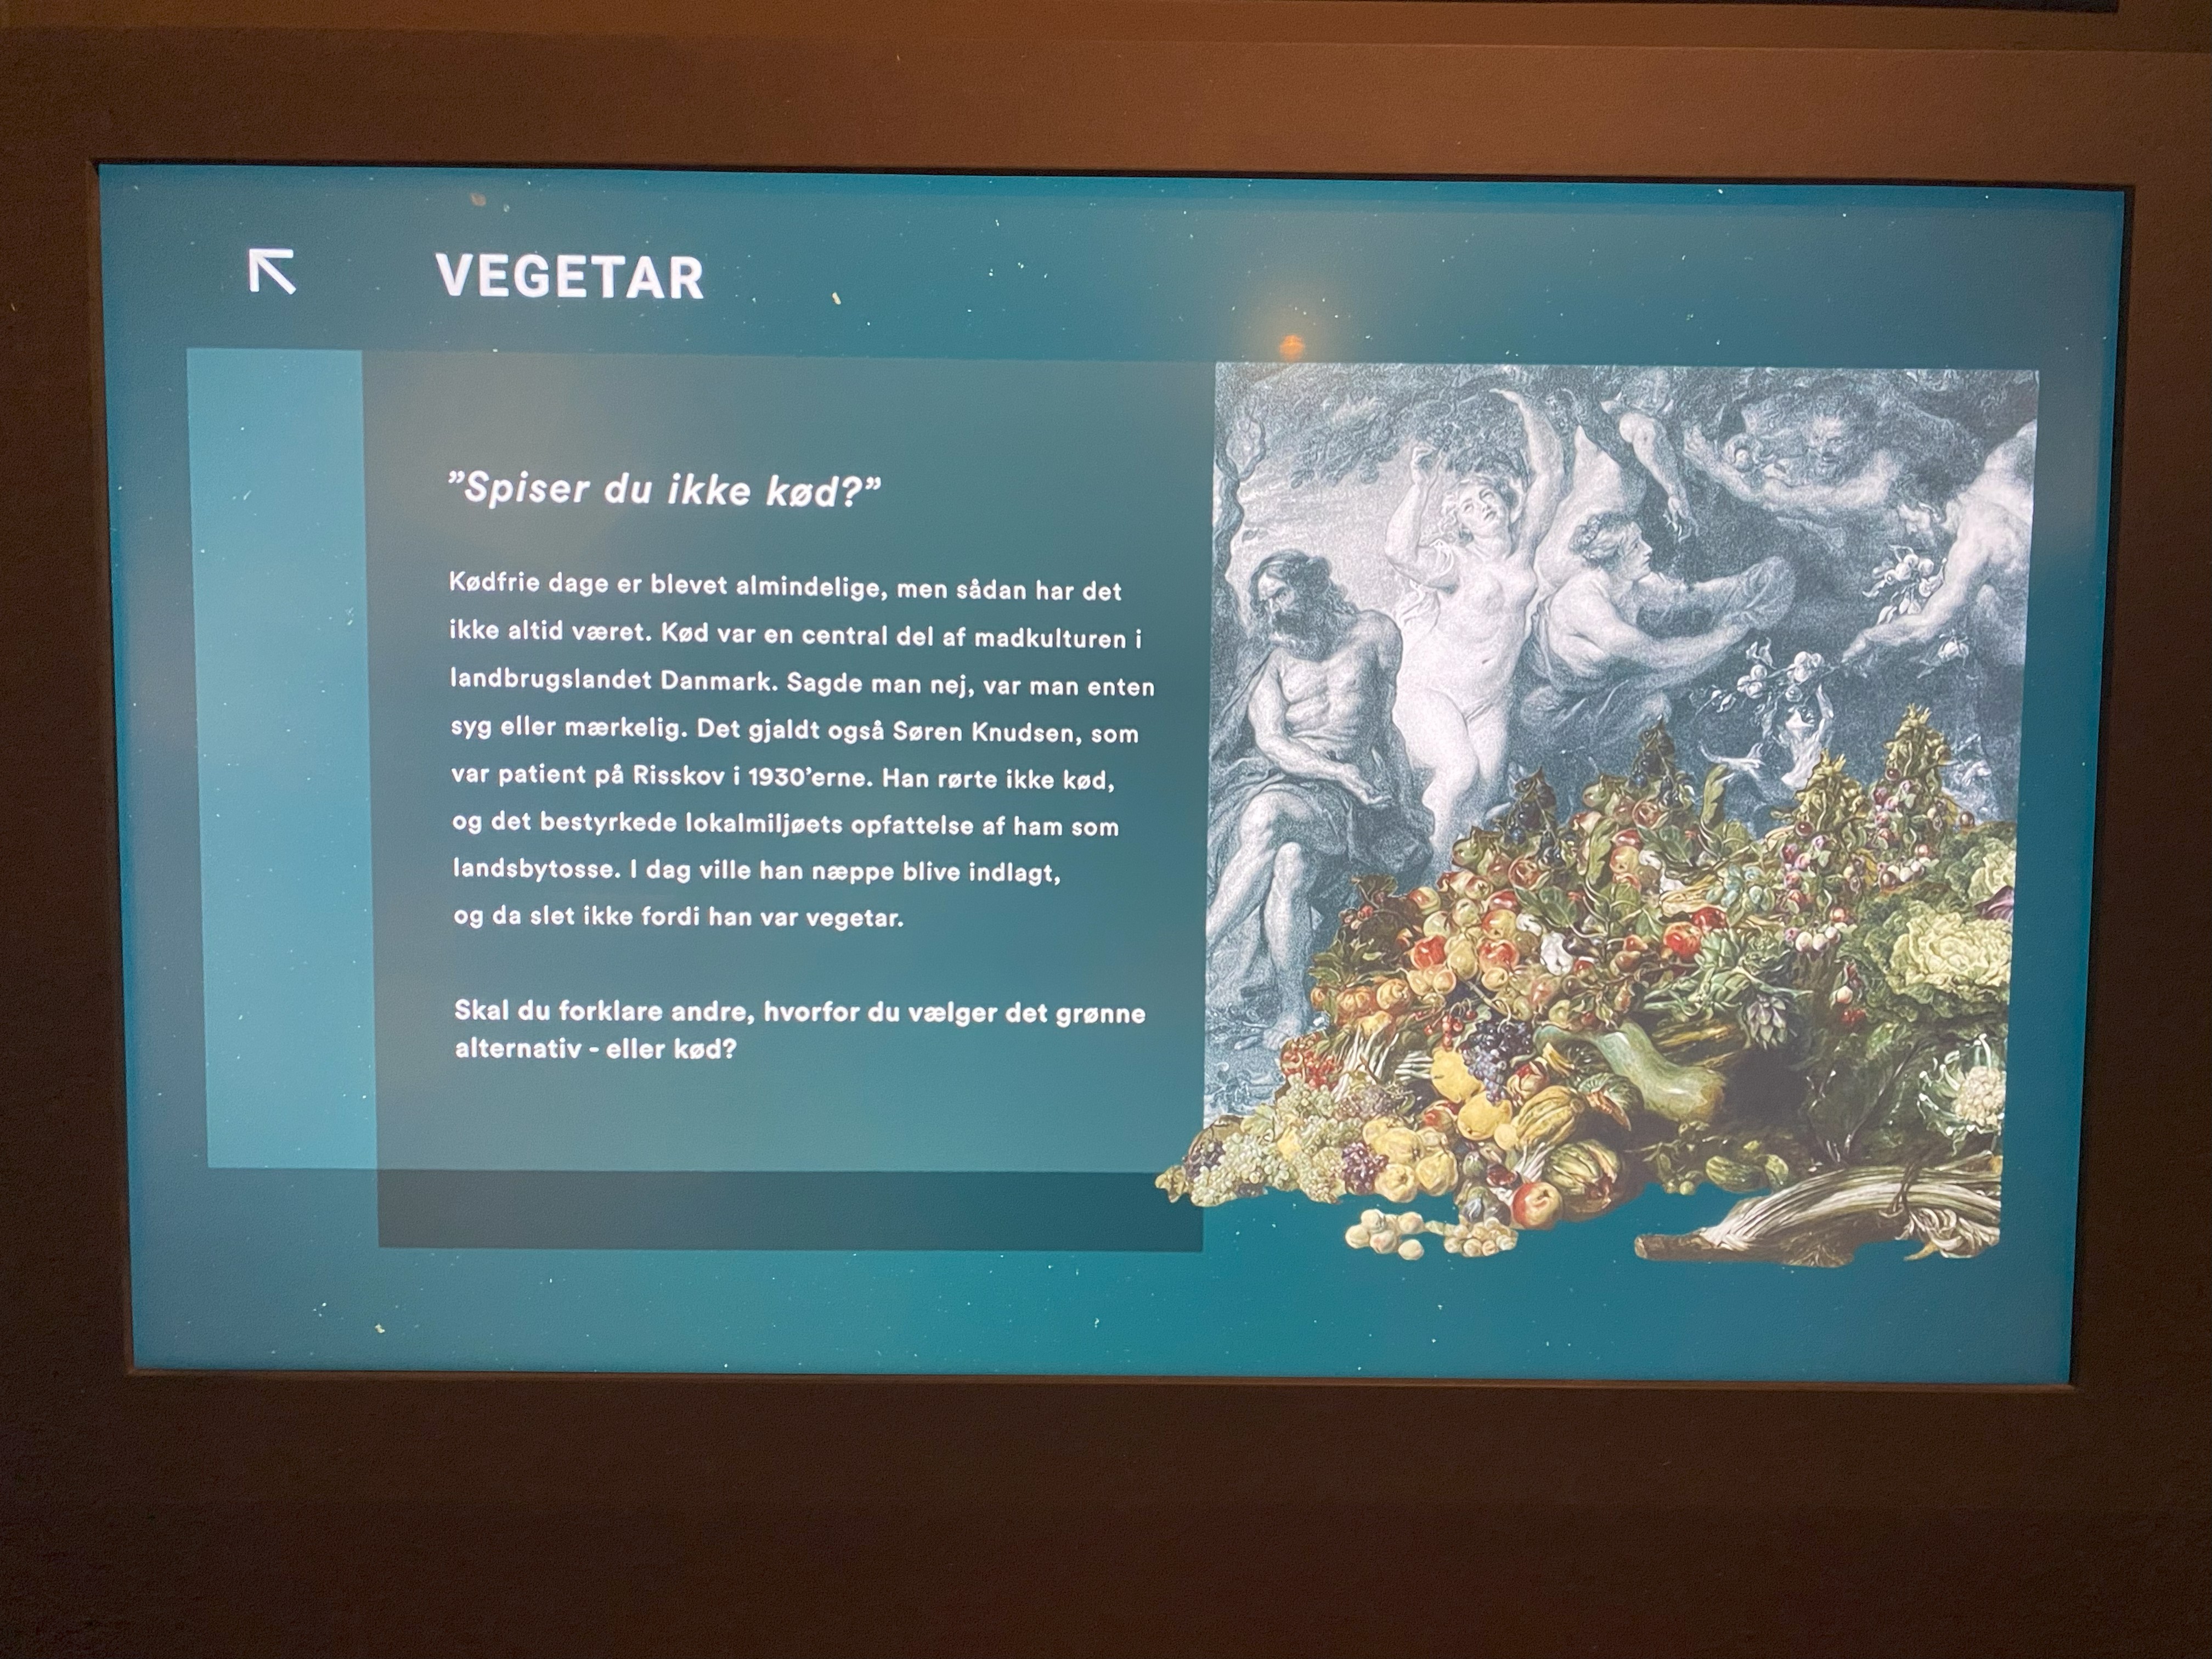 VEGETAR
”Spiser du ikke kød?”
Kødfrie dage er blevet almindelige, men sådan har det
ikke altid været. Kød var en central del af madkulturen i
landbrugslandet Danmark. Sagde man nej, var man enten
syg eller mærkelig. Det gjaldt også Søren Knudsen, som
var patient på Risskov i 1930’erne. Han rørte ikke kød,
og det bestyrkede lokalmiljøets opfattelse af ham som
landsbytosse. I dag ville han næppe blive indlagt,
og da slet ikke fordi han var vegetar.
Skal du forklare andre, hvorfor du vælger det grønne
alternativ - eller kød?